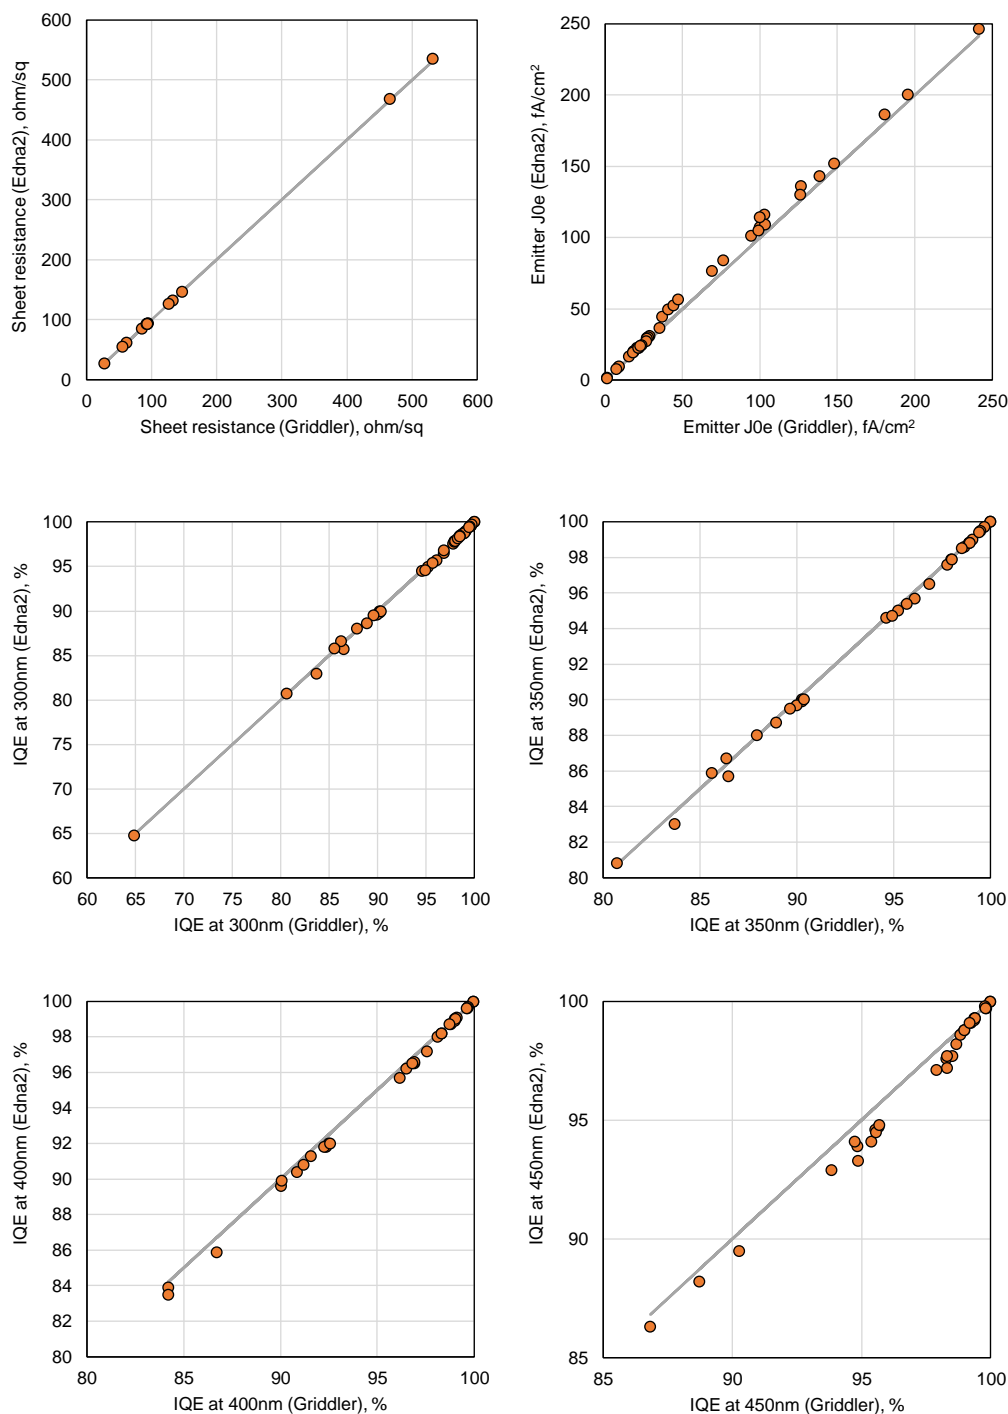 600
500
400
300
200
100
0
0 100 200 300 400 500 600
Sheet resistance (Edna2), ohm/sq
Sheet resistance (Griddler), ohm/sq
250
200
150
100
50
0
0 50 100 150 200 250
Emitter J0e (Edna2), fA/cm²
Emitter J0e (Griddler), fA/cm²
100
95
90
85
80
75
70
65
60
60 65 70 75 80 85 90 95 100
IQE at 300nm (Edna2), %
IQE at 300nm (Griddler), %
100
98
96
94
92
90
88
86
84
82
80
80 85 90 95 100
IQE at 350nm (Edna2), %
IQE at 350nm (Griddler), %
100
98
96
94
92
90
88
86
84
82
80
80 85 90 95 100
IQE at 400nm (Edna2), %
IQE at 400nm (Griddler), %
100
95
90
85
85 90 95 100
IQE at 450nm (Edna2), %
IQE at 450nm (Griddler), %